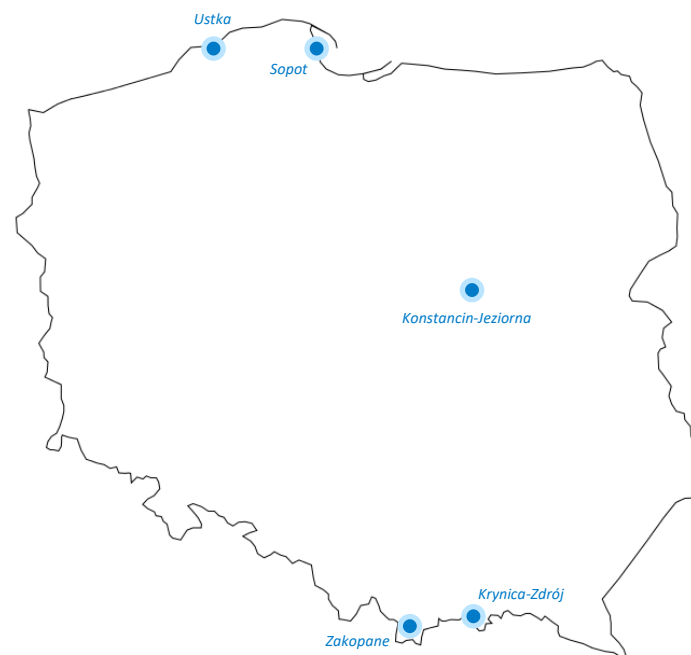 Ustka
Sopot
Konstancin-Jeziorna
Krynica-Zdrój
Zakopane